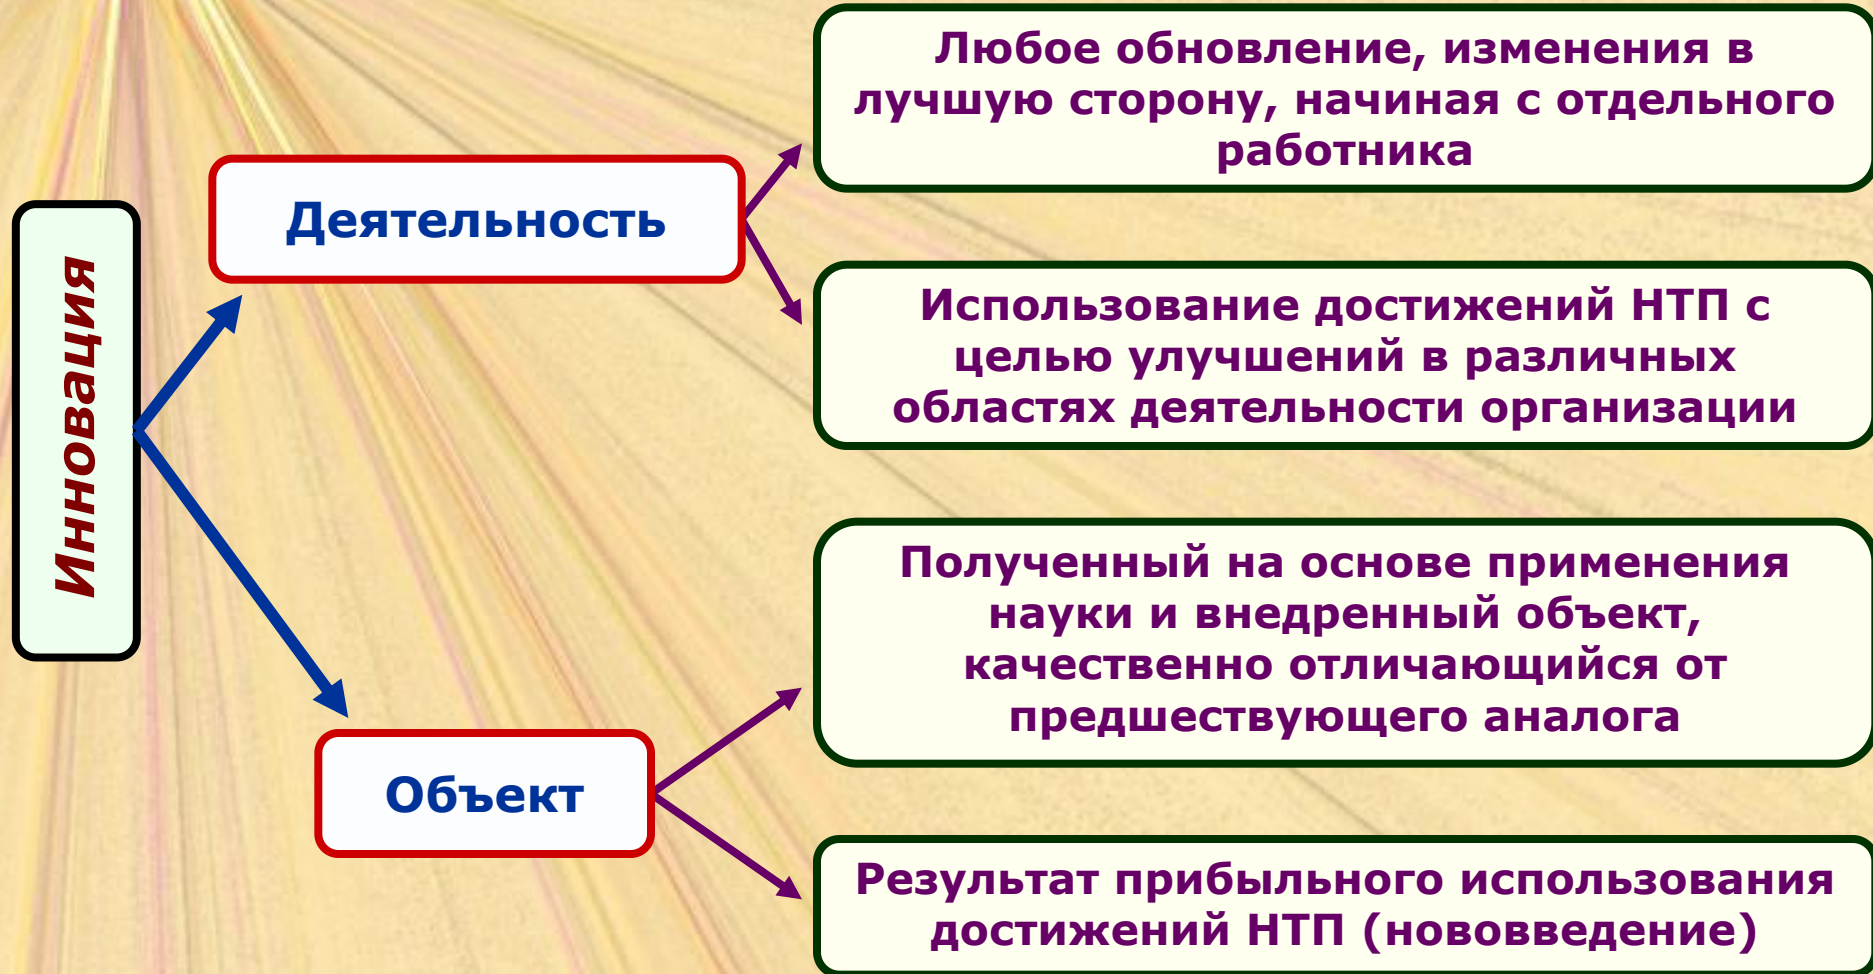 Инновация
Деятельность
Любое обновление, изменения в
лучшую сторону, начиная с отдельного
работника
Использование достижений НТП с
целью улучшений в различных
областях деятельности организации
Объект
Полученный на основе применения
науки и внедренный объект,
качественно отличающийся от
предшествующего аналога
Результат прибыльного использования
достижений НТП (нововведение)